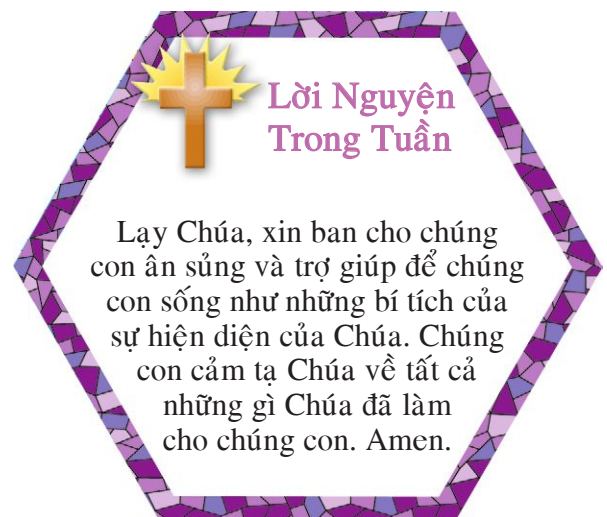 Lời Nguyện
Trong Tuần
Lạy Chúa, xin ban cho chúng
con ân sủng và trợ giúp để chúng
con sống như những bí tích của
sự hiện diện của Chúa. Chúng
con cảm tạ Chúa về tất cả
những gì Chúa đã làm
cho chúng con. Amen.